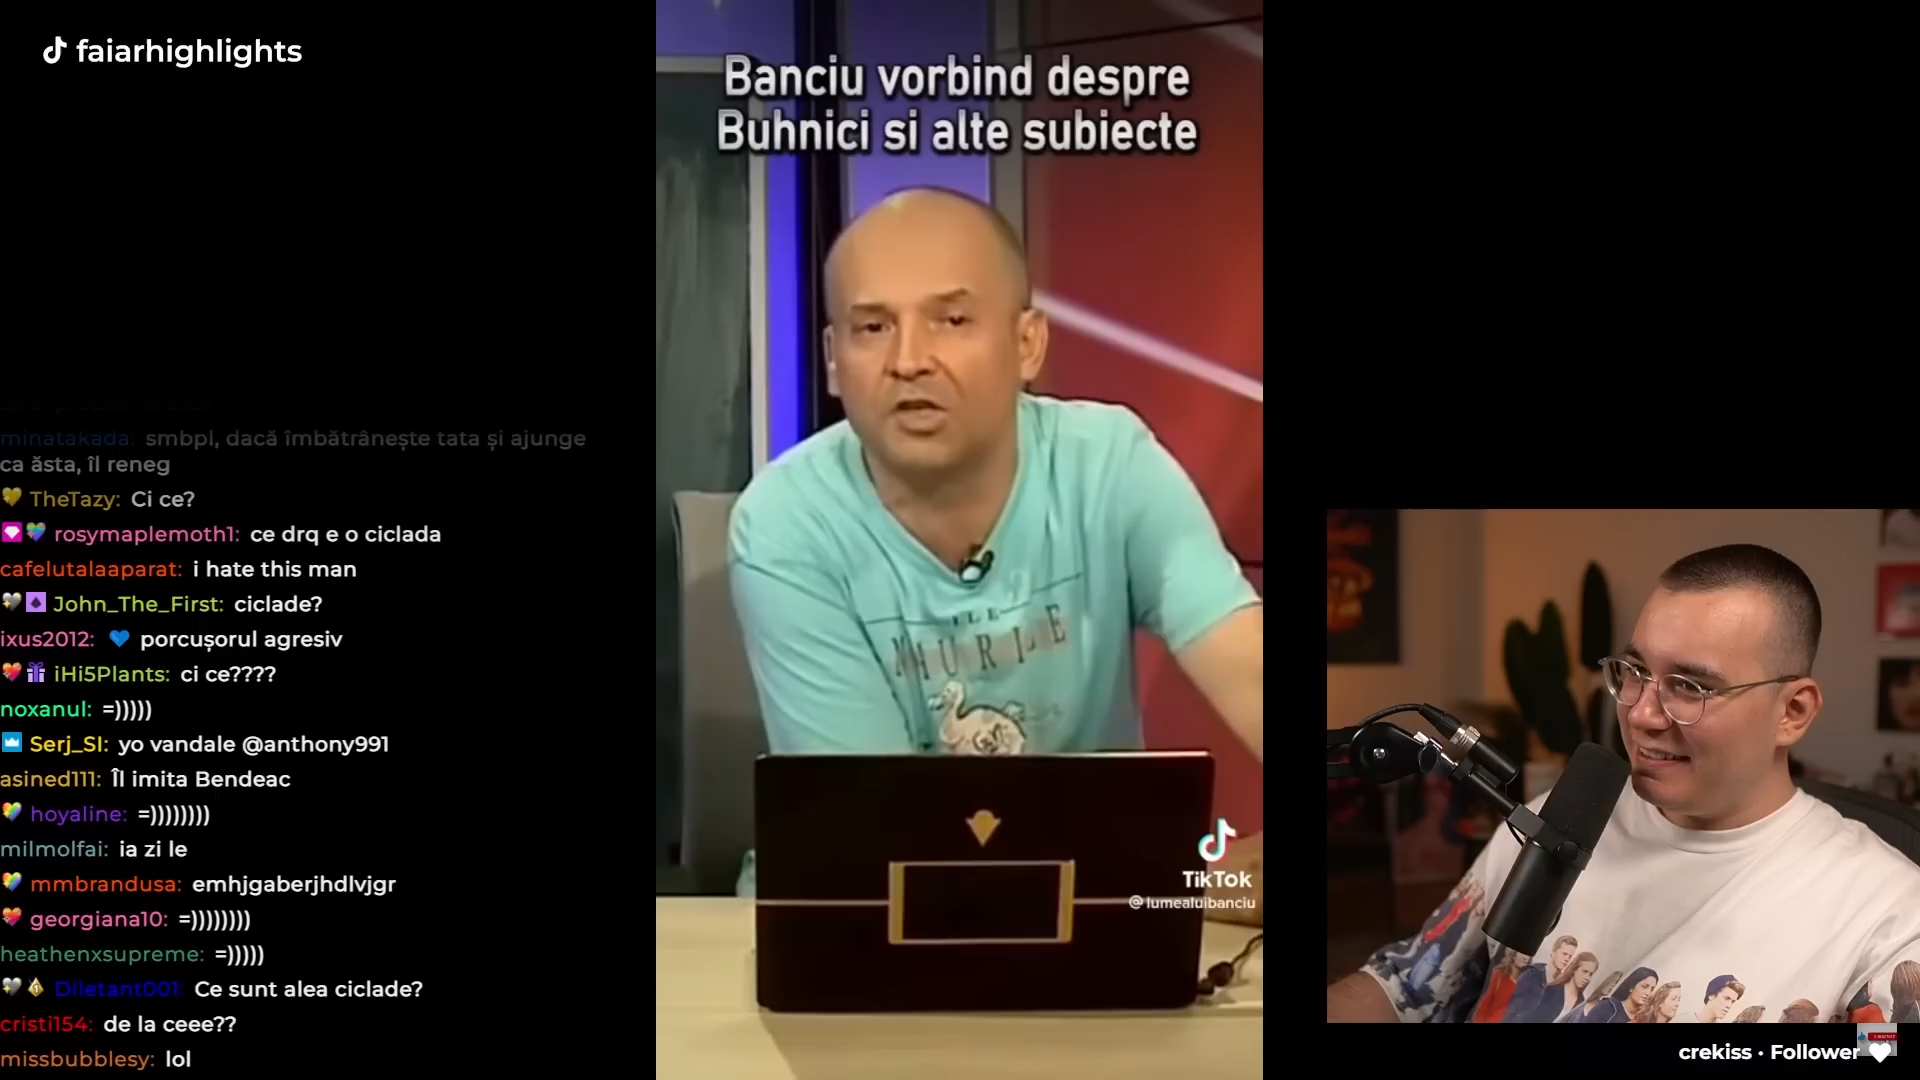 faiarhighlights
Banciu vorbind despre
Buhnici si alte subiecte
minatakada: smbpl, dacă îmbătrânește tata și ajunge
ca ăsta, îl reneg
TheTazy: Ci ce?
rosymaplemoth1: ce drq e o ciclada
cafelutalaaparat: i hate this man
John_The_First: ciclade?
ixus2012: porcușorul agresiv
iHi5Plants: ci ce????
noxanul: =)))))
Serj_SI: yo vandale @anthony991
asined111: Îl imita Bendeac
hoyaline: =))))))))
milmolfai: ia zi le
mmbrandusa: emhjgaberjhdlvjgr
georgiana10: =))))))))
heathenxsupreme: =)))))
Diletant001: Ce sunt alea ciclade?
cristi154: de la ceee??
missbubblesy: lol
ILE
MAURICE
TikTok
@lumealuibanciu
crekiss · Follower